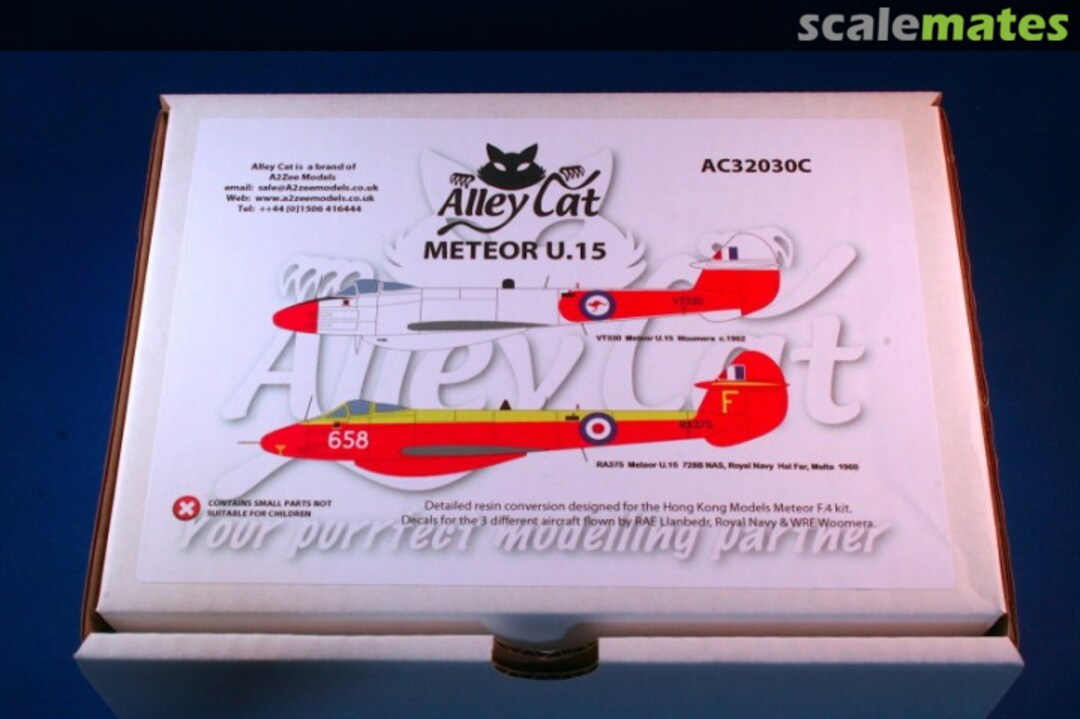 scalemates
Alley Cat is a brand of
A2Zee Models
email: sale@A2zeemodels.co.uk
Web: www.a2zeemodels.co.uk
Tel: ++44 [0]1506 416444
Alley Cat
METEOR U.15
AC32030C
VT330
VT330 Meteor U.15 Woomera c.1962
Alley Cat
F
658
RA375
RA375 Meteor U.15 728B NAS, Royal Navy Hal Far, Malta 1960
CONTAINS SMALL PARTS NOT
SUITABLE FOR CHILDREN
Detailed resin conversion designed for the Hong Kong Models Meteor F.4 kit.
Decals for the 3 different aircraft flown by RAE Llanbedr, Royal Navy & WRE Woomera.
Your purrfect modelling partner